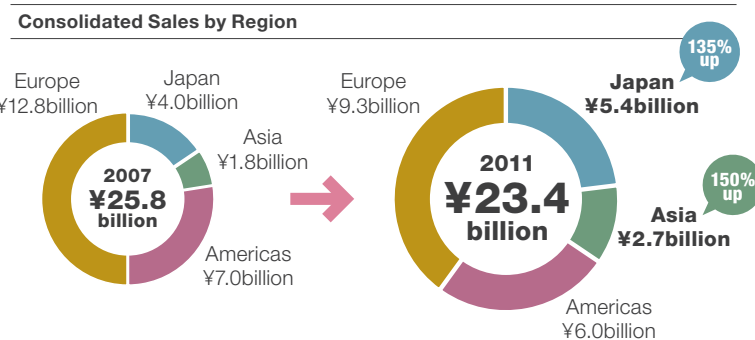 Consolidated Sales by Region
Europe
¥12.8billion
Japan
¥4.0billion
Asia
¥1.8billion
Americas
¥7.0billion
2007
¥25.8
billion
Europe
¥9.3billion
135%
up
Japan
¥5.4billion
150%
up
Asia
¥2.7billion
Americas
¥6.0billion
2011
¥23.4
billion